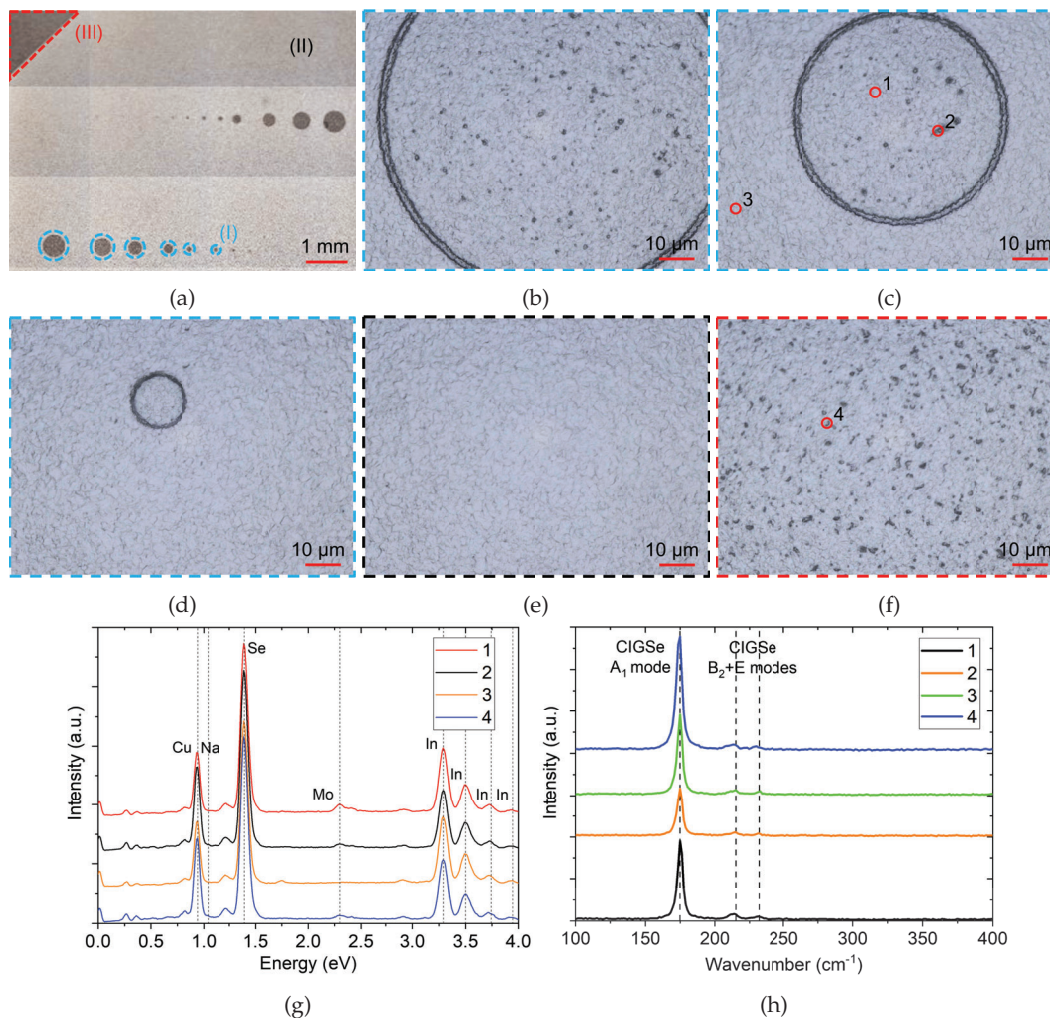 (III)
(II)
(I)
1 mm
10 µm
1
2
3
10 µm
(a)
(b)
(c)
10 µm
10 µm
4
10 µm
(d)
(e)
(f)
Intensity (a.u.)
Cu
Na
Se
Mo
In
In
In
In
1
2
3
4
0.0
0.5
1.0
1.5
2.0
2.5
3.0
3.5
4.0
Energy (eV)
(g)
Intensity (a.u.)
CIGSe
A₁ mode
CIGSe
B₂+E modes
1
2
3
4
100
150
200
250
300
350
400
Wavenumber (cm⁻¹)
(h)